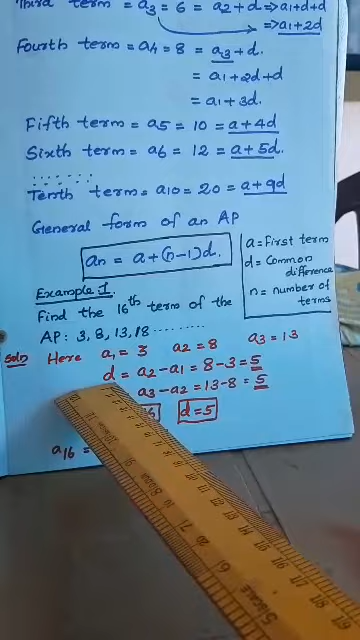 Third term = a3 = 6 = a2+d => a1+d+d
=> a1+2d
Fourth term = a4 = 8 = a3+d.
= a1+2d+d
= a1+3d.
Fifth term = a5 = 10 = a+4d
Sixth term = a6 = 12 = a+5d.
........
Tenth term = a10 = 20 = a+9d
General form of an AP
an = a+(n-1)d.
a = First term
d = Common difference
n = number of terms
Example 1.
Find the 16th term of the
AP: 3, 8, 13, 18 .........
Soln Here a1 = 3 a2 = 8 a3 = 13
d = a2-a1 = 8-3 = 5
a3-a2 = 13-8 = 5
d=5
a16 =